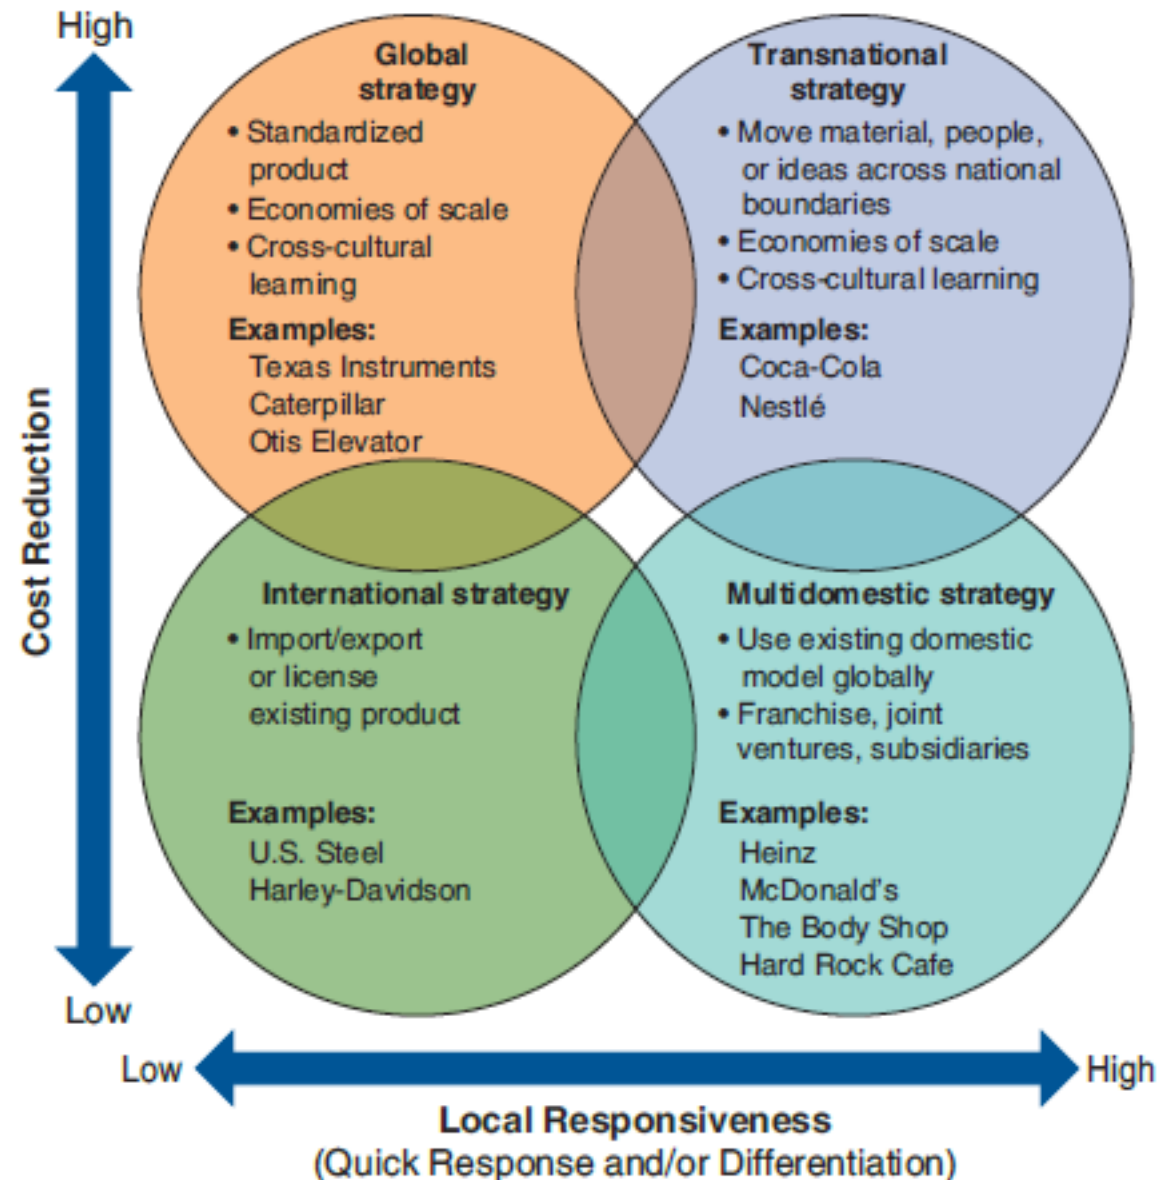 High
Global
strategy
• Standardized
product
• Economies of scale
• Cross-cultural
learning
Examples:
Texas Instruments
Caterpillar
Otis Elevator
Transnational
strategy
• Move material, people,
or ideas across national
boundaries
• Economies of scale
• Cross-cultural learning
Examples:
Coca-Cola
Nestlé
Cost Reduction
International strategy
• Import/export
or license
existing product
Examples:
U.S. Steel
Harley-Davidson
Multidomestic strategy
• Use existing domestic
model globally
• Franchise, joint
ventures, subsidiaries
Examples:
Heinz
McDonald's
The Body Shop
Hard Rock Cafe
Low
Low
High
Local Responsiveness
(Quick Response and/or Differentiation)